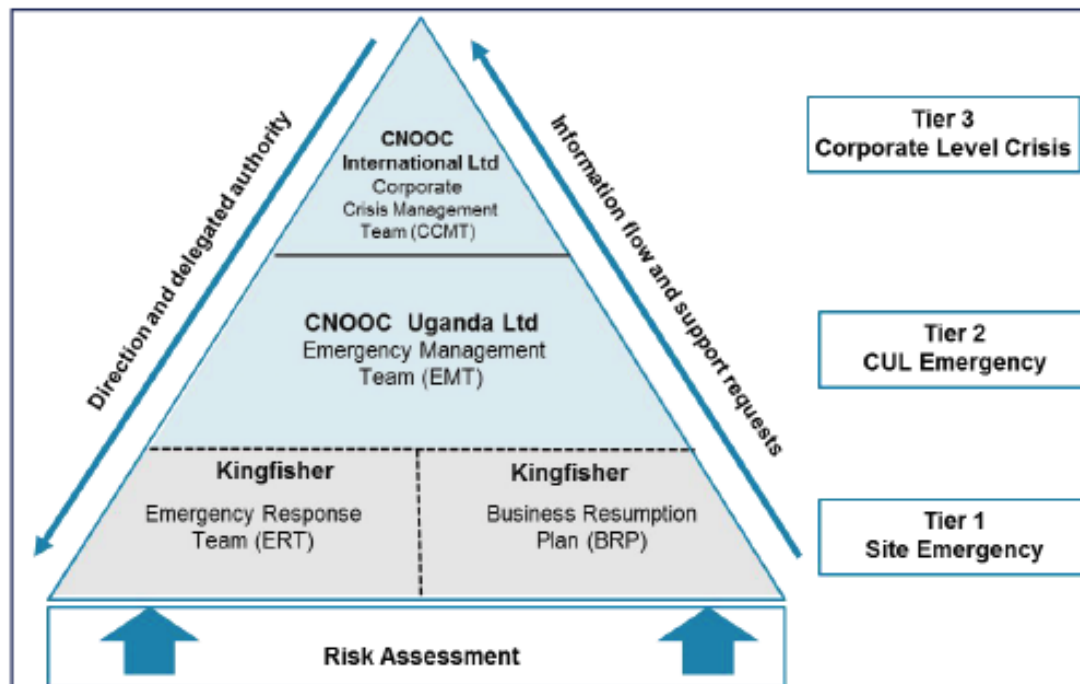 CNOOC
International Ltd
Corporate
Crisis Management
Team (CCMT)
Direction and delegated authority
Information flow and support requests
Tier 3
Corporate Level Crisis
CNOOC Uganda Ltd
Emergency Management
Team (EMT)
Tier 2
CUL Emergency
Kingfisher
Emergency Response
Team (ERT)
Kingfisher
Business Resumption
Plan (BRP)
Tier 1
Site Emergency
Risk Assessment